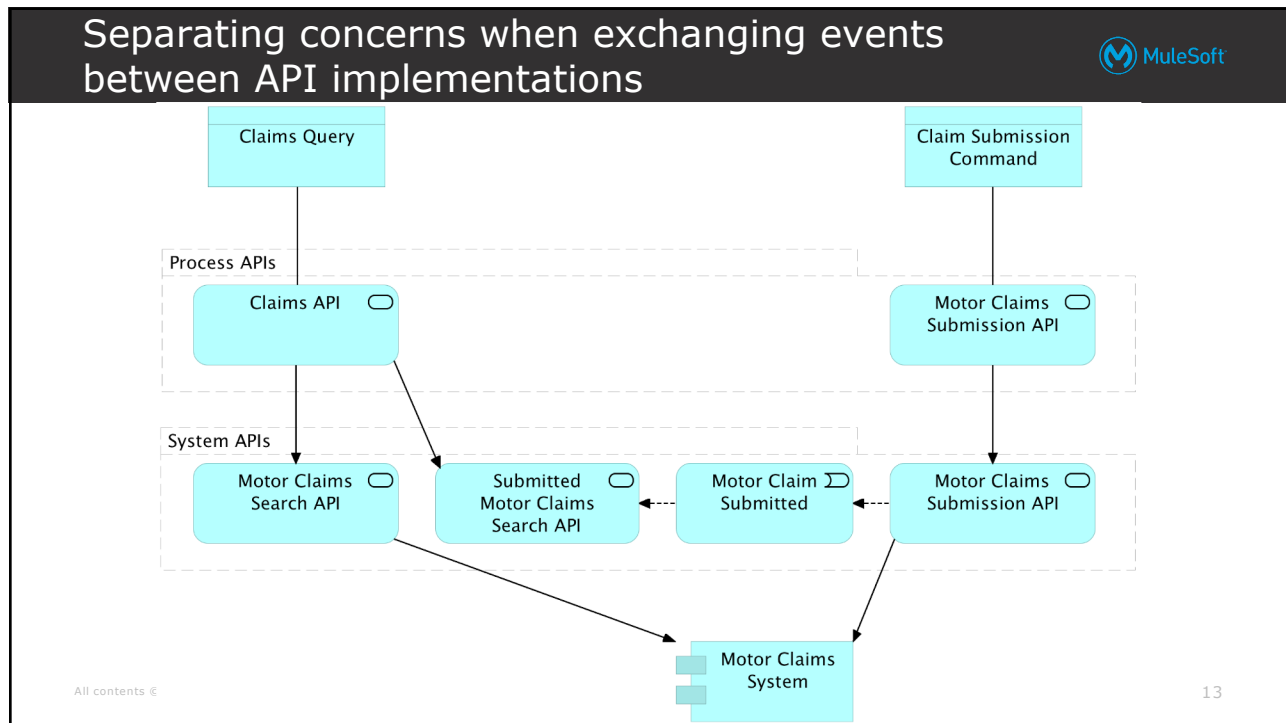 Separating concerns when exchanging events
between API implementations
MuleSoft
Claims Query
Claim Submission
Command
Process APIs
Claims API
Motor Claims
Submission API
System APIs
Motor Claims
Search API
Submitted
Motor Claims
Search API
Motor Claim
Submitted
Motor Claims
Submission API
Motor Claims
System
All contents ©
13